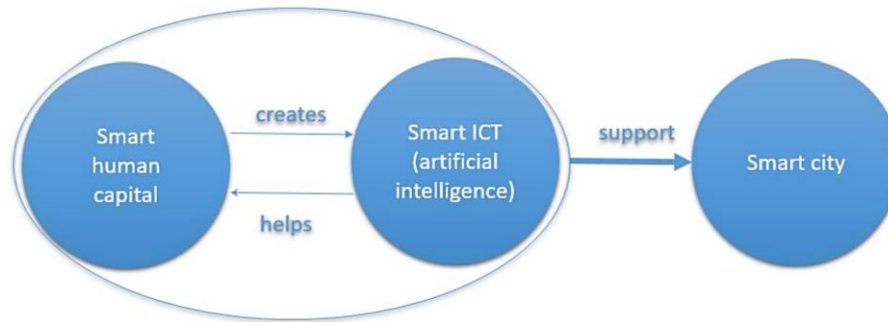 Smart
human
capital
creates
helps
Smart ICT
(artificial
intelligence)
support
Smart city